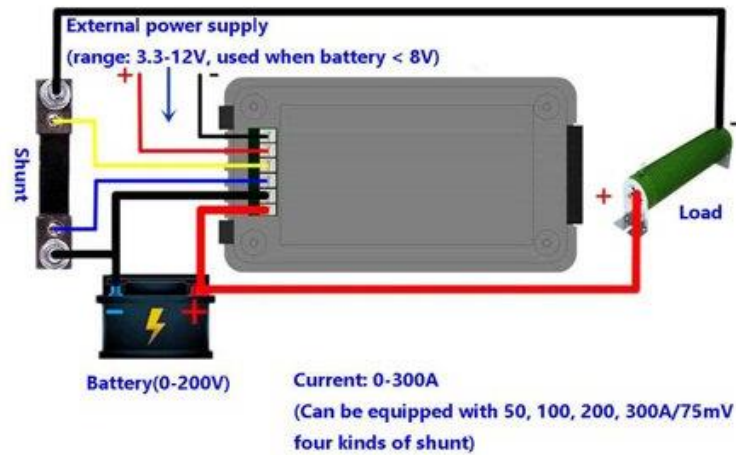 External power supply
(range: 3.3-12V, used when battery < 8V)
+ -
-
Shunt
+
Load
- +
Battery(0-200V)
Current: 0-300A
(Can be equipped with 50, 100, 200, 300A/75mV
four kinds of shunt)